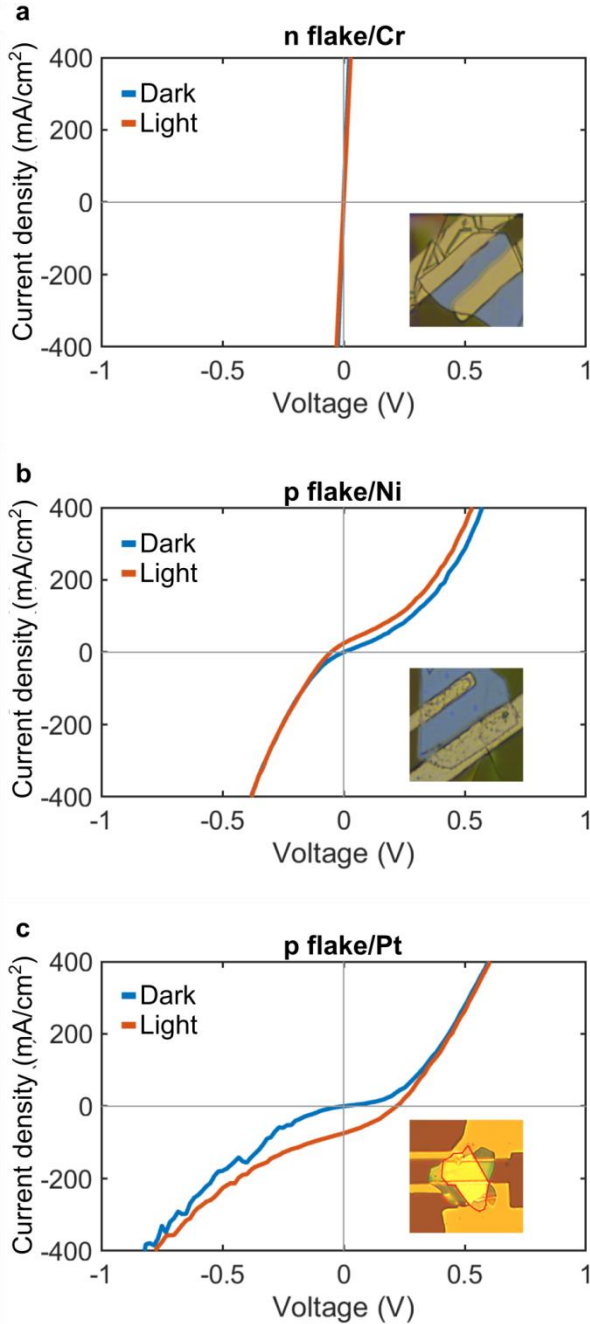 a
n flake/Cr
Current density (mA/cm²)
400
200
0
-200
-400
Dark
Light
-1
-0.5
0
0.5
1
Voltage (V)
b
p flake/Ni
Current density (mA/cm²)
400
200
0
-200
-400
Dark
Light
-1
-0.5
0
0.5
1
Voltage (V)
c
p flake/Pt
Current density (mA/cm²)
400
200
0
-200
-400
Dark
Light
-1
-0.5
0
0.5
1
Voltage (V)